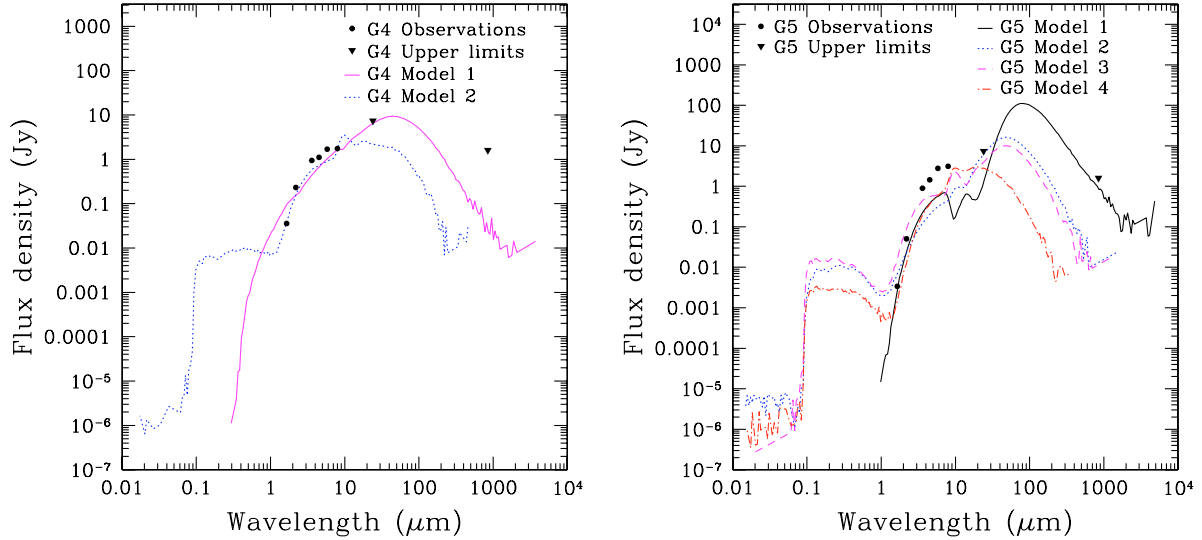 1000
100
10
1
0.1
0.01
0.001
0.0001
10⁻⁵
10⁻⁶
10⁻⁷
Flux density (Jy)
G4 Observations
G4 Upper limits
G4 Model 1
G4 Model 2
0.01 0.1 1 10 100 1000 10⁴
Wavelength (μm)
10⁴
1000
100
10
1
0.1
0.01
0.001
0.0001
10⁻⁵
10⁻⁶
10⁻⁷
Flux density (Jy)
G5 Observations
G5 Upper limits
G5 Model 1
G5 Model 2
G5 Model 3
G5 Model 4
0.01 0.1 1 10 100 1000 10⁴
Wavelength (μm)